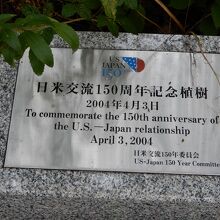 US-
Japan
150
日米交流150周年記念植樹
2004年4月3日
To commemorate the 150th anniversary of
the U.S.—Japan relationship
April 3, 2004
日米交流150年委員会
US-Japan 150 Year Committee